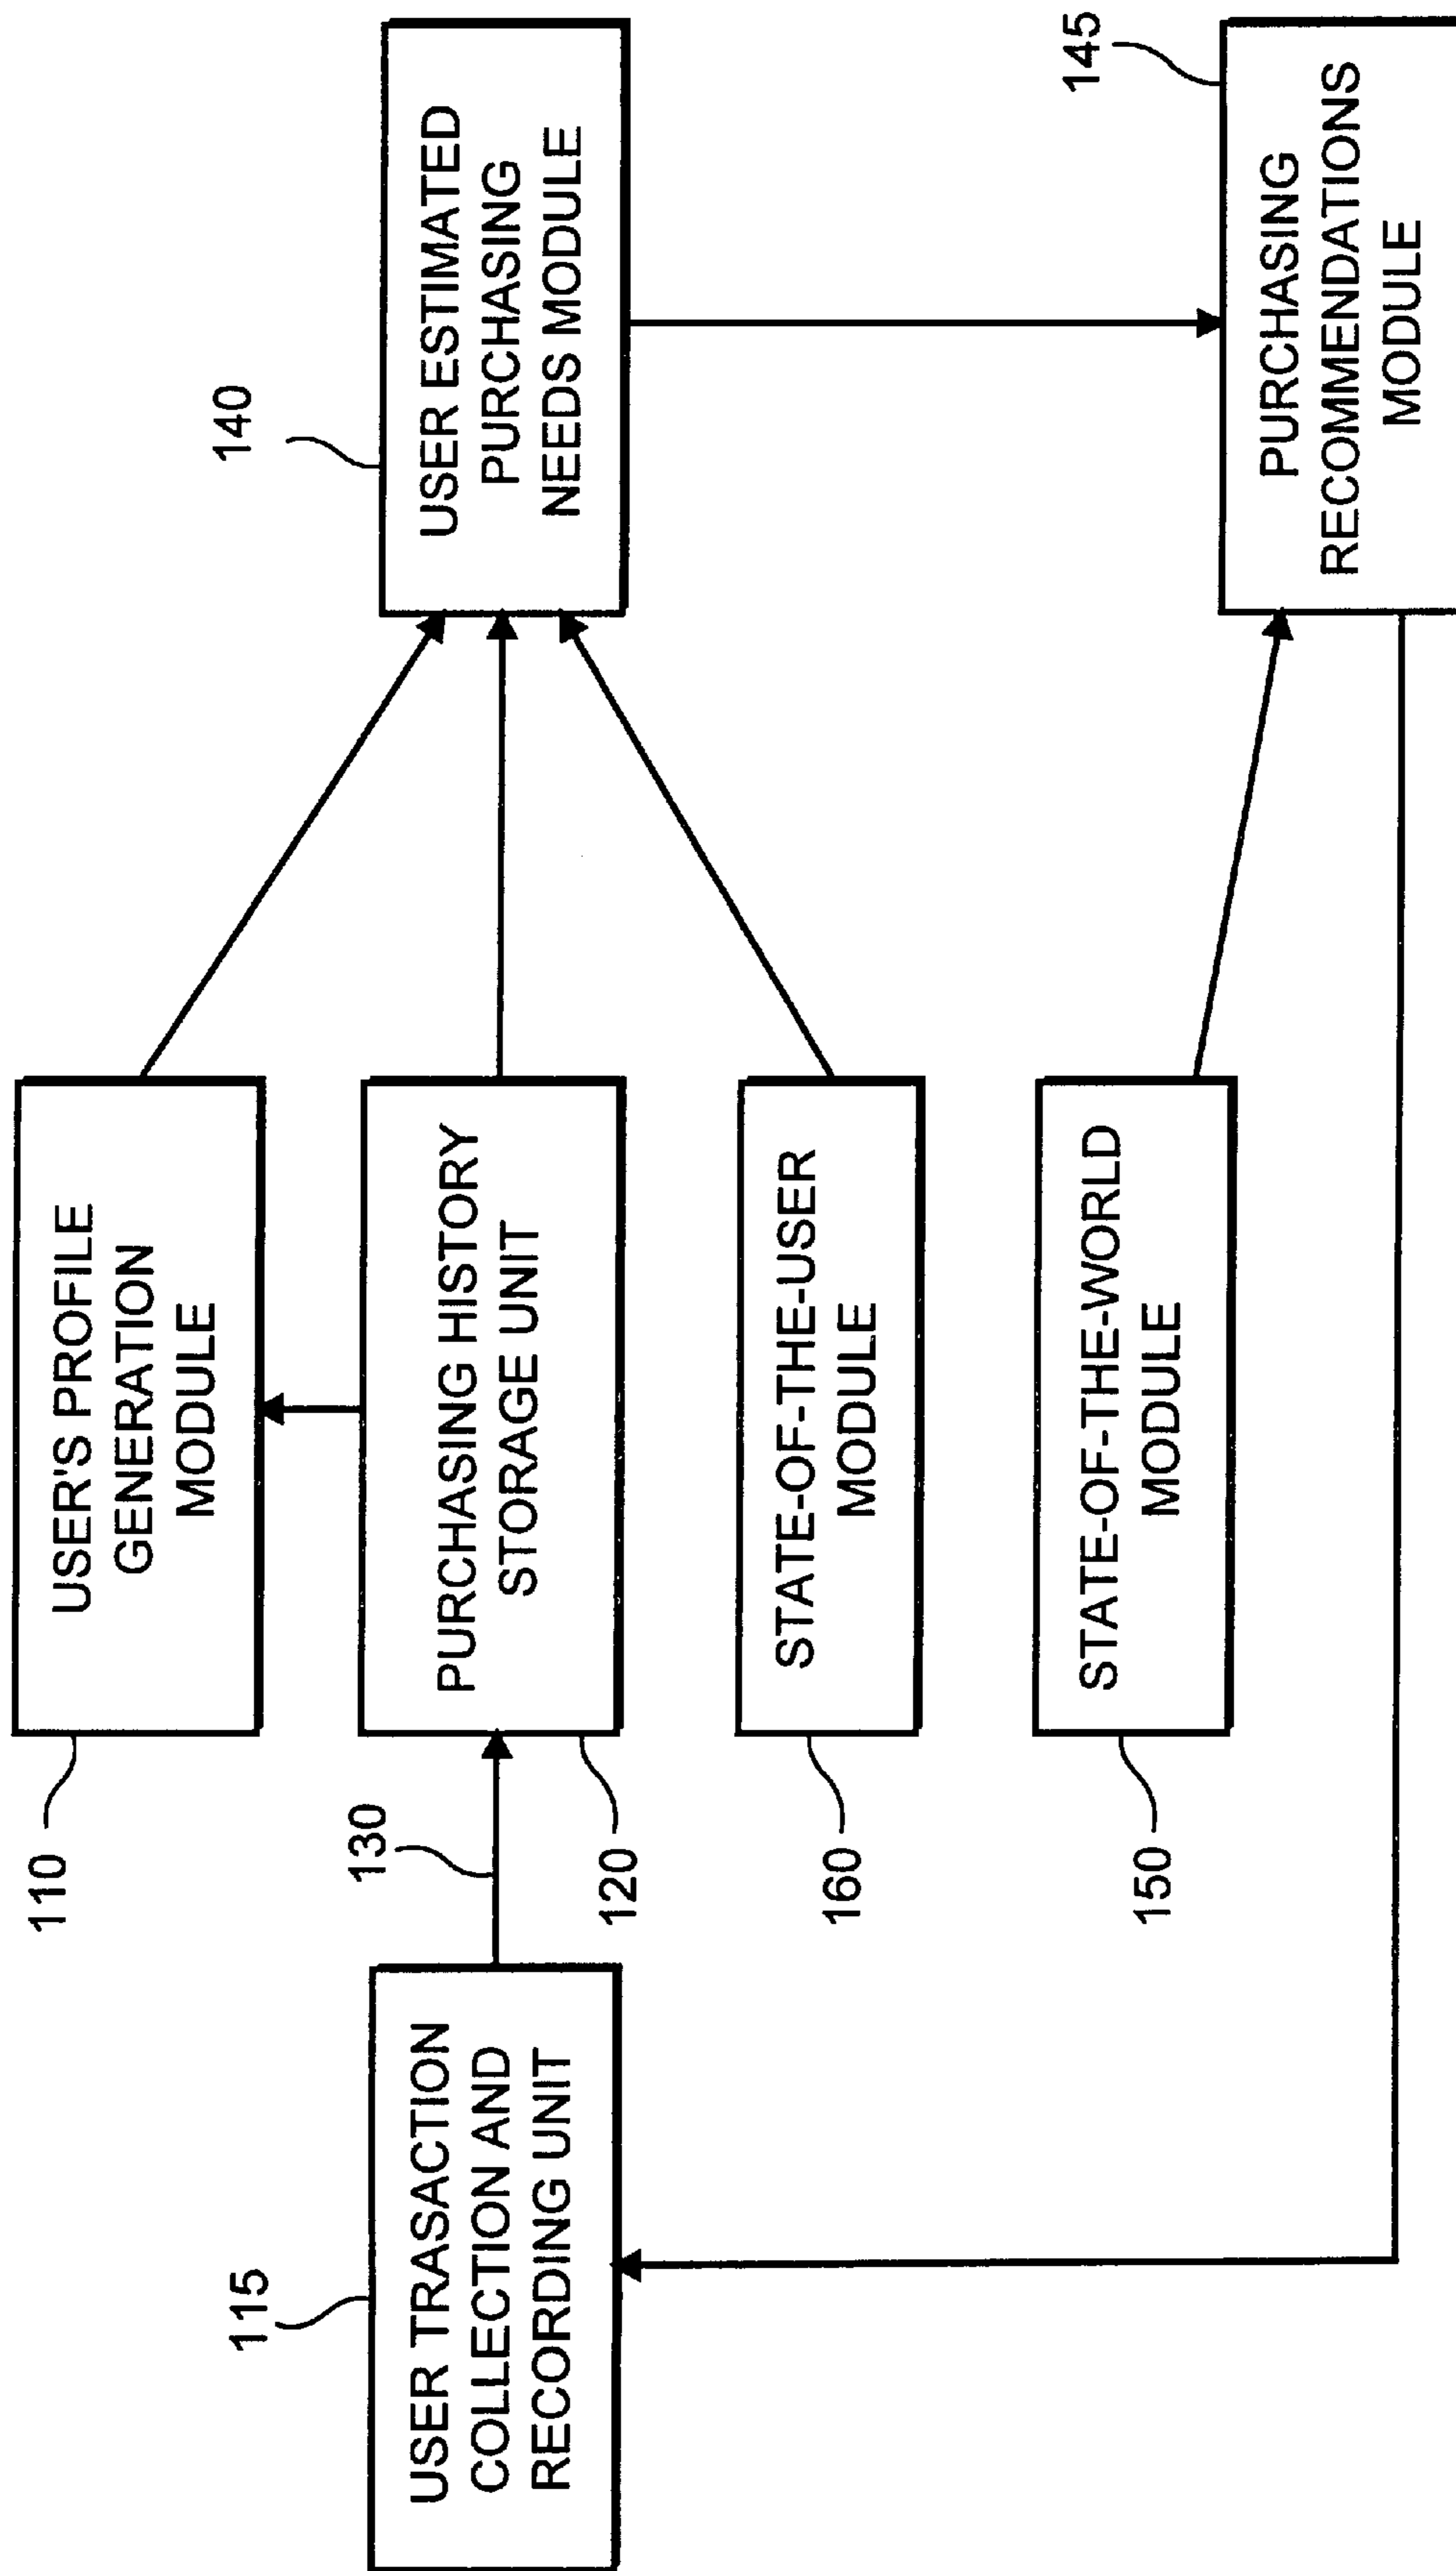 110
USER'S PROFILE
GENERATION
MODULE
115
USER TRASACTION
COLLECTION AND
RECORDING UNIT
130
120
PURCHASING HISTORY
STORAGE UNIT
140
USER ESTIMATED
PURCHASING
NEEDS MODULE
160
STATE-OF-THE-USER
MODULE
150
STATE-OF-THE-WORLD
MODULE
145
PURCHASING
RECOMMENDATIONS
MODULE